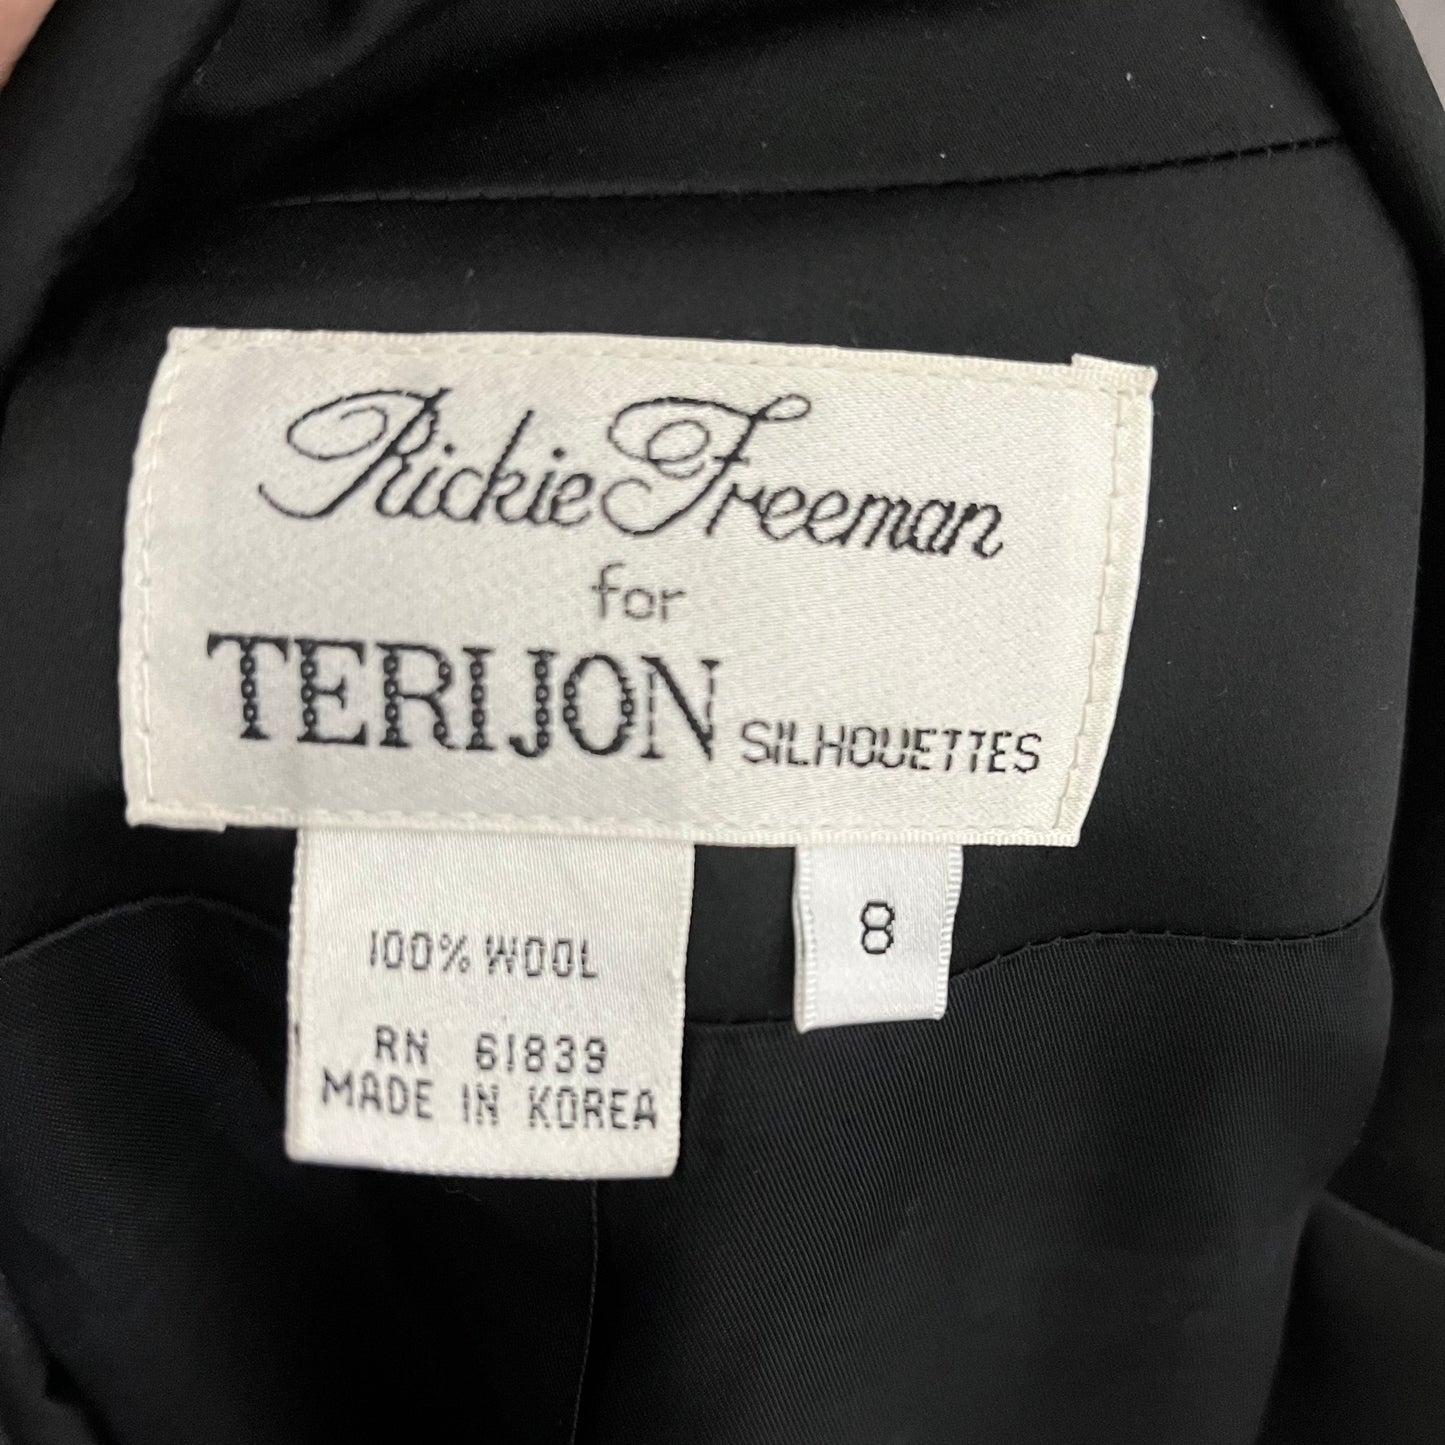 Rickie Freeman
for
TERIJON SILHOUETTES
100% WOOL
8
RN 61839
MADE IN KOREA